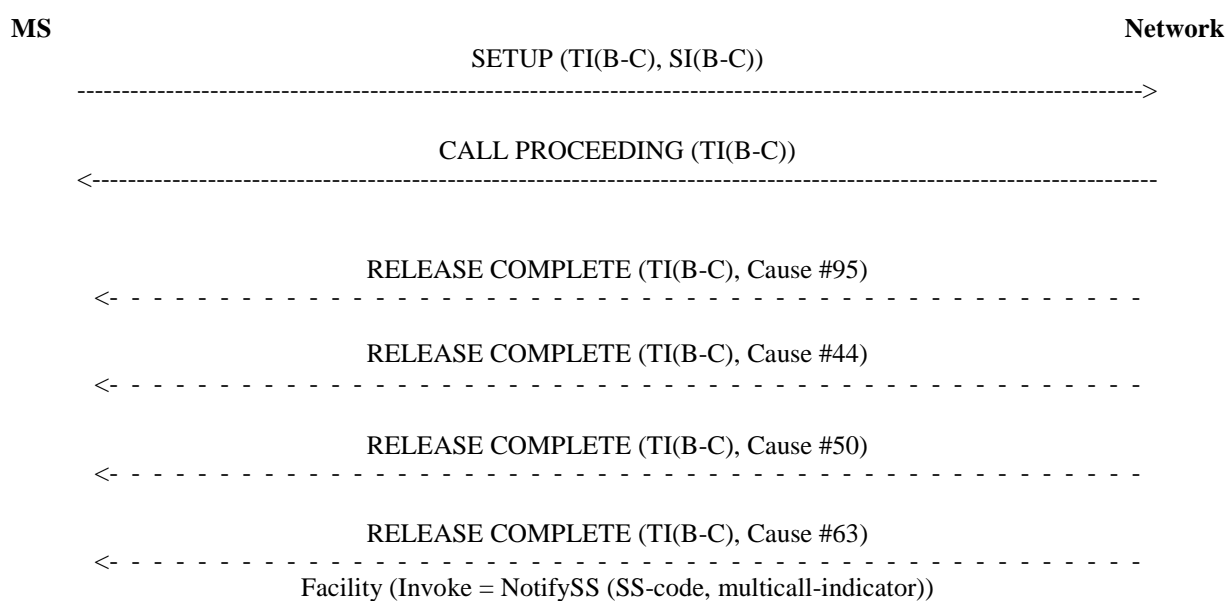 MS Network
SETUP (TI(B-C), SI(B-C))
------------------------------------------------------------------------------------------------------------------------>
CALL PROCEEDING (TI(B-C))
<------------------------------------------------------------------------------------------------------------------------
RELEASE COMPLETE (TI(B-C), Cause #95)
<- - - - - - - - - - - - - - - - - - - - - - - - - - - - - - - - - - - -
RELEASE COMPLETE (TI(B-C), Cause #44)
<- - - - - - - - - - - - - - - - - - - - - - - - - - - - - - - - - - - -
RELEASE COMPLETE (TI(B-C), Cause #50)
<- - - - - - - - - - - - - - - - - - - - - - - - - - - - - - - - - - - -
RELEASE COMPLETE (TI(B-C), Cause #63)
<- - - - - - - - - - - - - - - - - - - - - - - - - - - - - - - - - - - -
Facility (Invoke = NotifySS (SS-code, multicall-indicator))